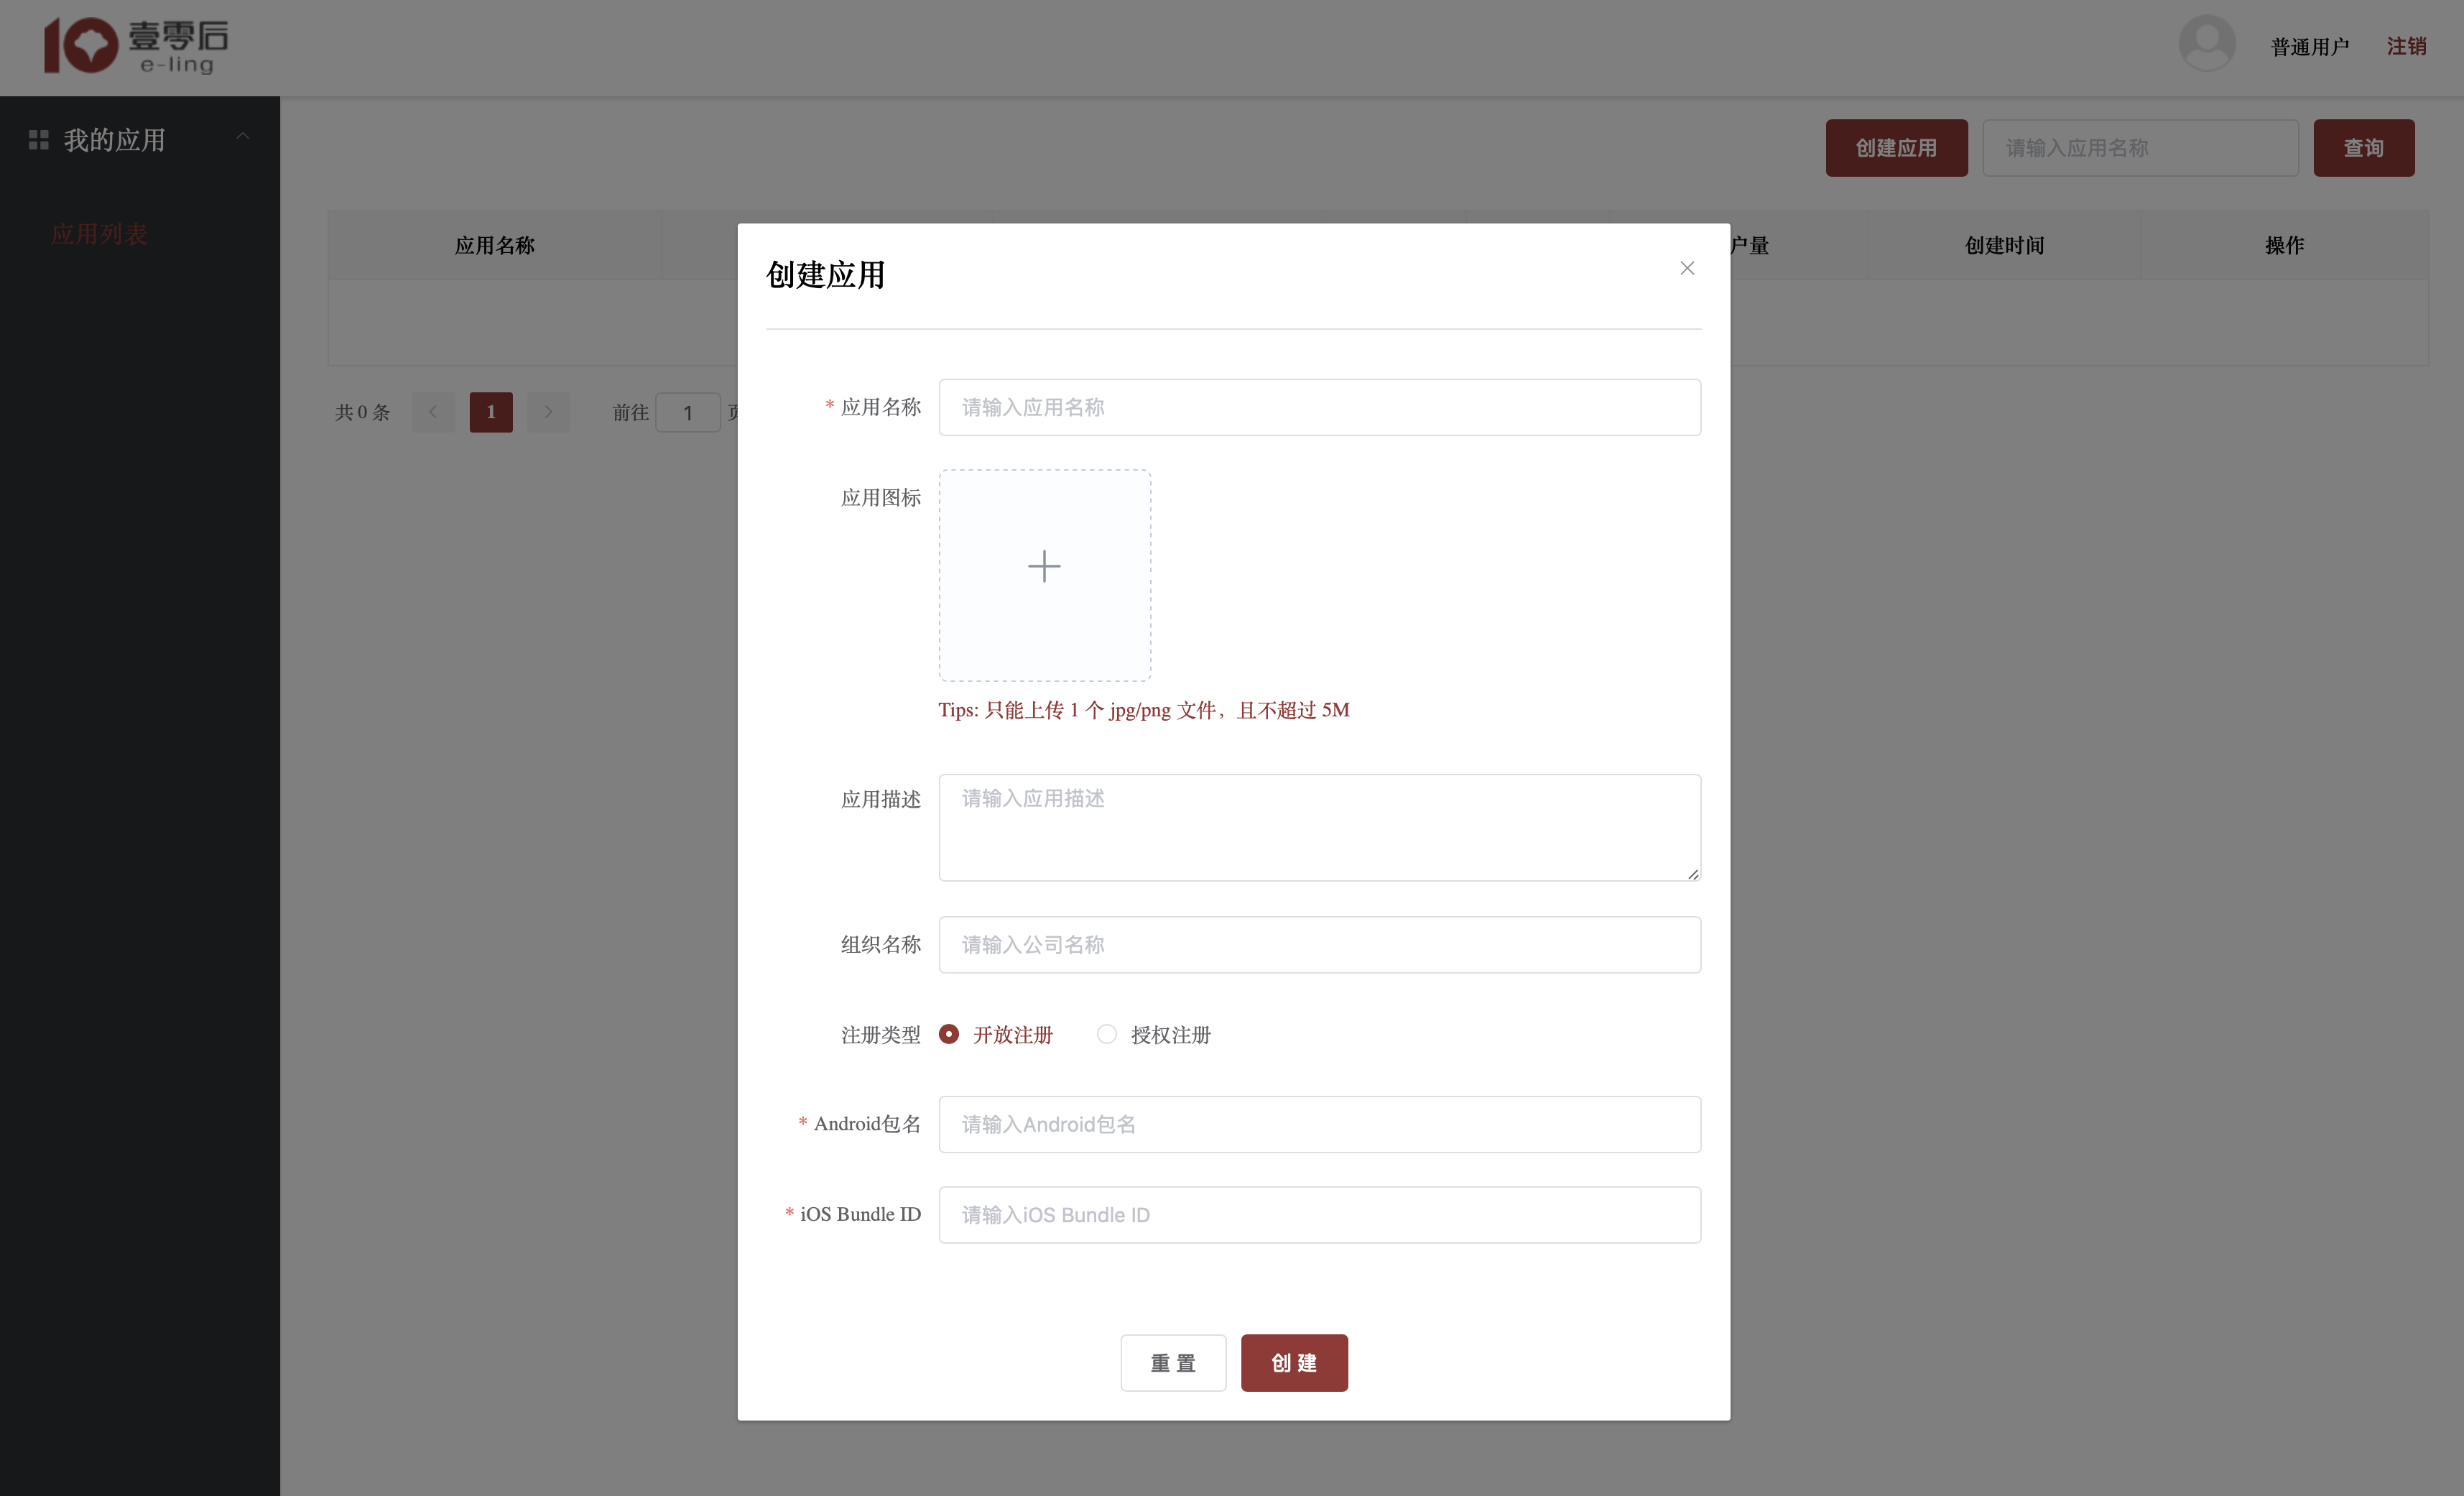 壹零后
e-ling
普通用户 注销
我的应用
应用列表
创建应用 请输入应用名称 查询
应用名称 户量 创建时间 操作
共 0 条 1 前往 1
创建应用
* 应用名称 请输入应用名称
应用图标
Tips: 只能上传 1 个 jpg/png 文件，且不超过 5M
应用描述 请输入应用描述
组织名称 请输入公司名称
注册类型 开放注册 授权注册
* Android包名 请输入Android包名
* iOS Bundle ID 请输入iOS Bundle ID
重 置 创 建